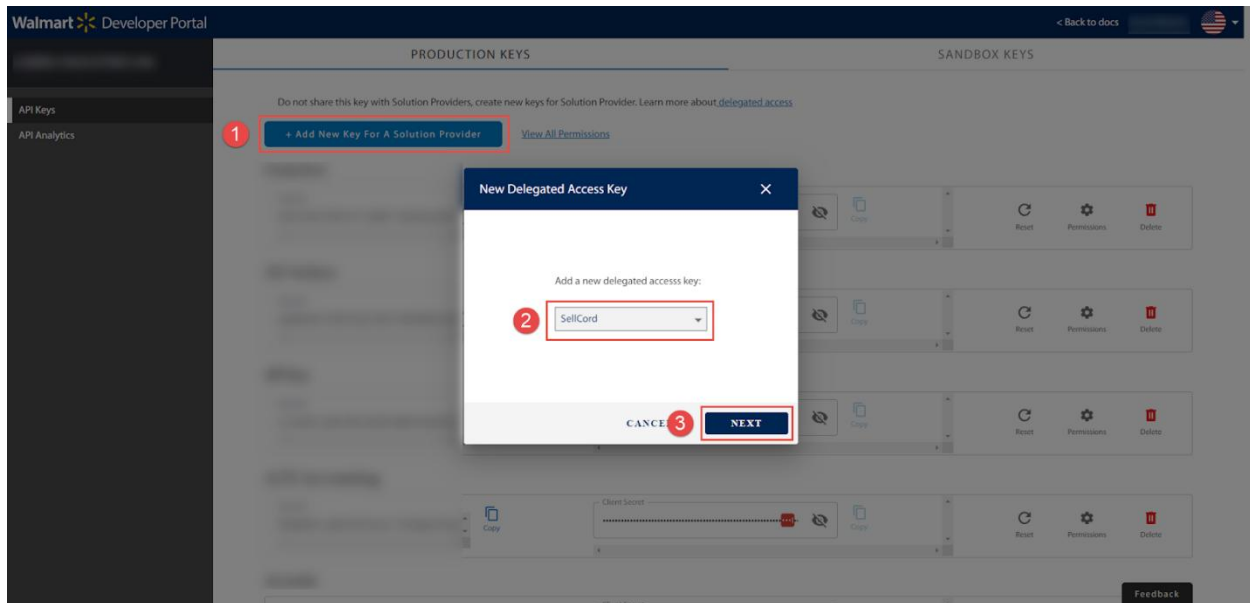 Walmart Developer Portal
< Back to docs
PRODUCTION KEYS
SANDBOX KEYS
API Keys
API Analytics
Do not share this key with Solution Providers, create new keys for Solution Provider. Learn more about delegated access
1
+ Add New Key For A Solution Provider
View All Permissions
New Delegated Access Key
Copy
Reset
Permissions
Delete
Add a new delegated accesss key:
2
SellCord
Copy
Reset
Permissions
Delete
CANCEL
3
NEXT
Copy
Reset
Permissions
Delete
Client Secret
Copy
Copy
Reset
Permissions
Delete
Feedback